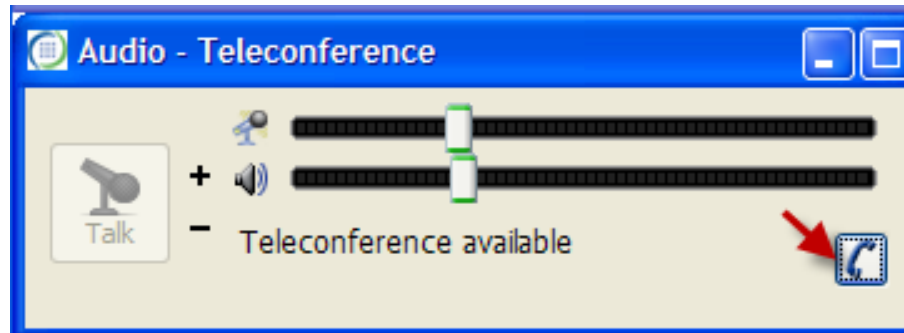 Audio - Teleconference
+
Talk
-
Teleconference available